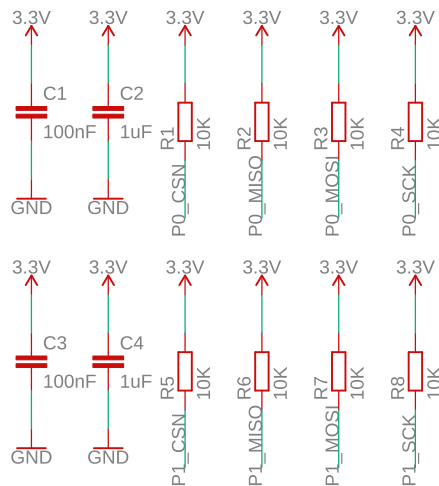 3.3V 3.3V 3.3V 3.3V 3.3V 3.3V
C1 C2
100nF 1uF
R1 10K R2 10K R3 10K R4 10K
P0_CSN P0_MISO P0_MOSI P0_SCK
GND GND
3.3V 3.3V 3.3V 3.3V 3.3V 3.3V
C3 C4
100nF 1uF
R5 10K R6 10K R7 10K R8 10K
P1_CSN P1_MISO P1_MOSI P1_SCK
GND GND